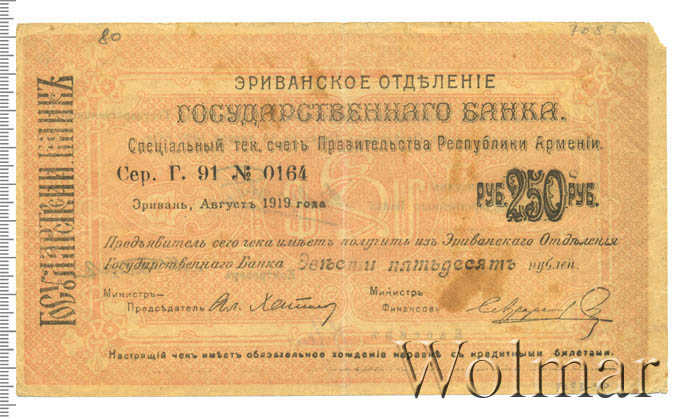 80
7083
ГОСУДАРСТВЕННЫЙ БАНКЪ
ЭРИВАНСКОЕ ОТДѢЛЕНІЕ
ГОСУДАРСТВЕННАГО БАНКА.
Спеціальный тек. счетъ Правительства Республики Арменіи.
Сер. Г. 91 № 0164
РУБ. 250 РУБ.
Эривань, Августъ 1919 года
Предъявитель сего чека имѣетъ получить изъ Эриванскаго Отдѣленія
Государственнаго Банка Двѣсти пятьдесятъ рублей.
Министръ-
Предсѣдатель
Министръ
Финансовъ
Настоящій чекъ имѣетъ обязательное хожденіе наравнѣ съ кредитными билетами.
Wolmar